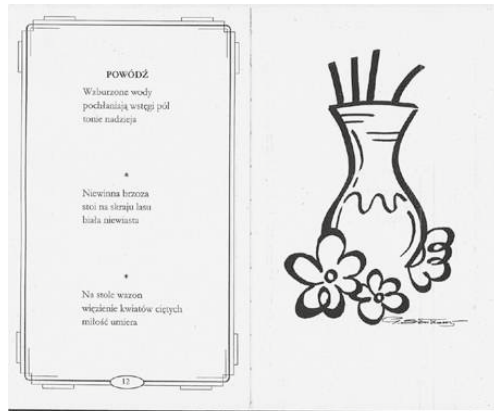 POWÓDŹ
Wzburzone wody
pochłaniają wstęgi pól
tonie nadzieja
*
Niewinna brzoza
stoi na skraju lasu
biała niewiasta
*
Na stole wazon
więzienie kwiatów ciętych
miłość umiera
12